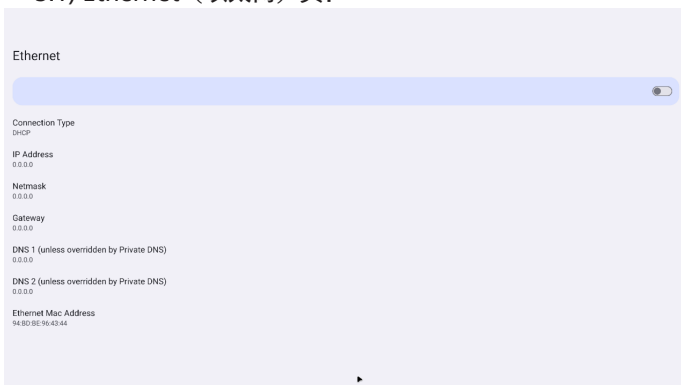 Ethernet
Connection Type
DHCP
IP Address
0.0.0.0
Netmask
0.0.0.0
Gateway
0.0.0.0
DNS 1 (unless overridden by Private DNS)
0.0.0.0
DNS 2 (unless overridden by Private DNS)
0.0.0.0
Ethernet Mac Address
94:BD:BE:96:43:44